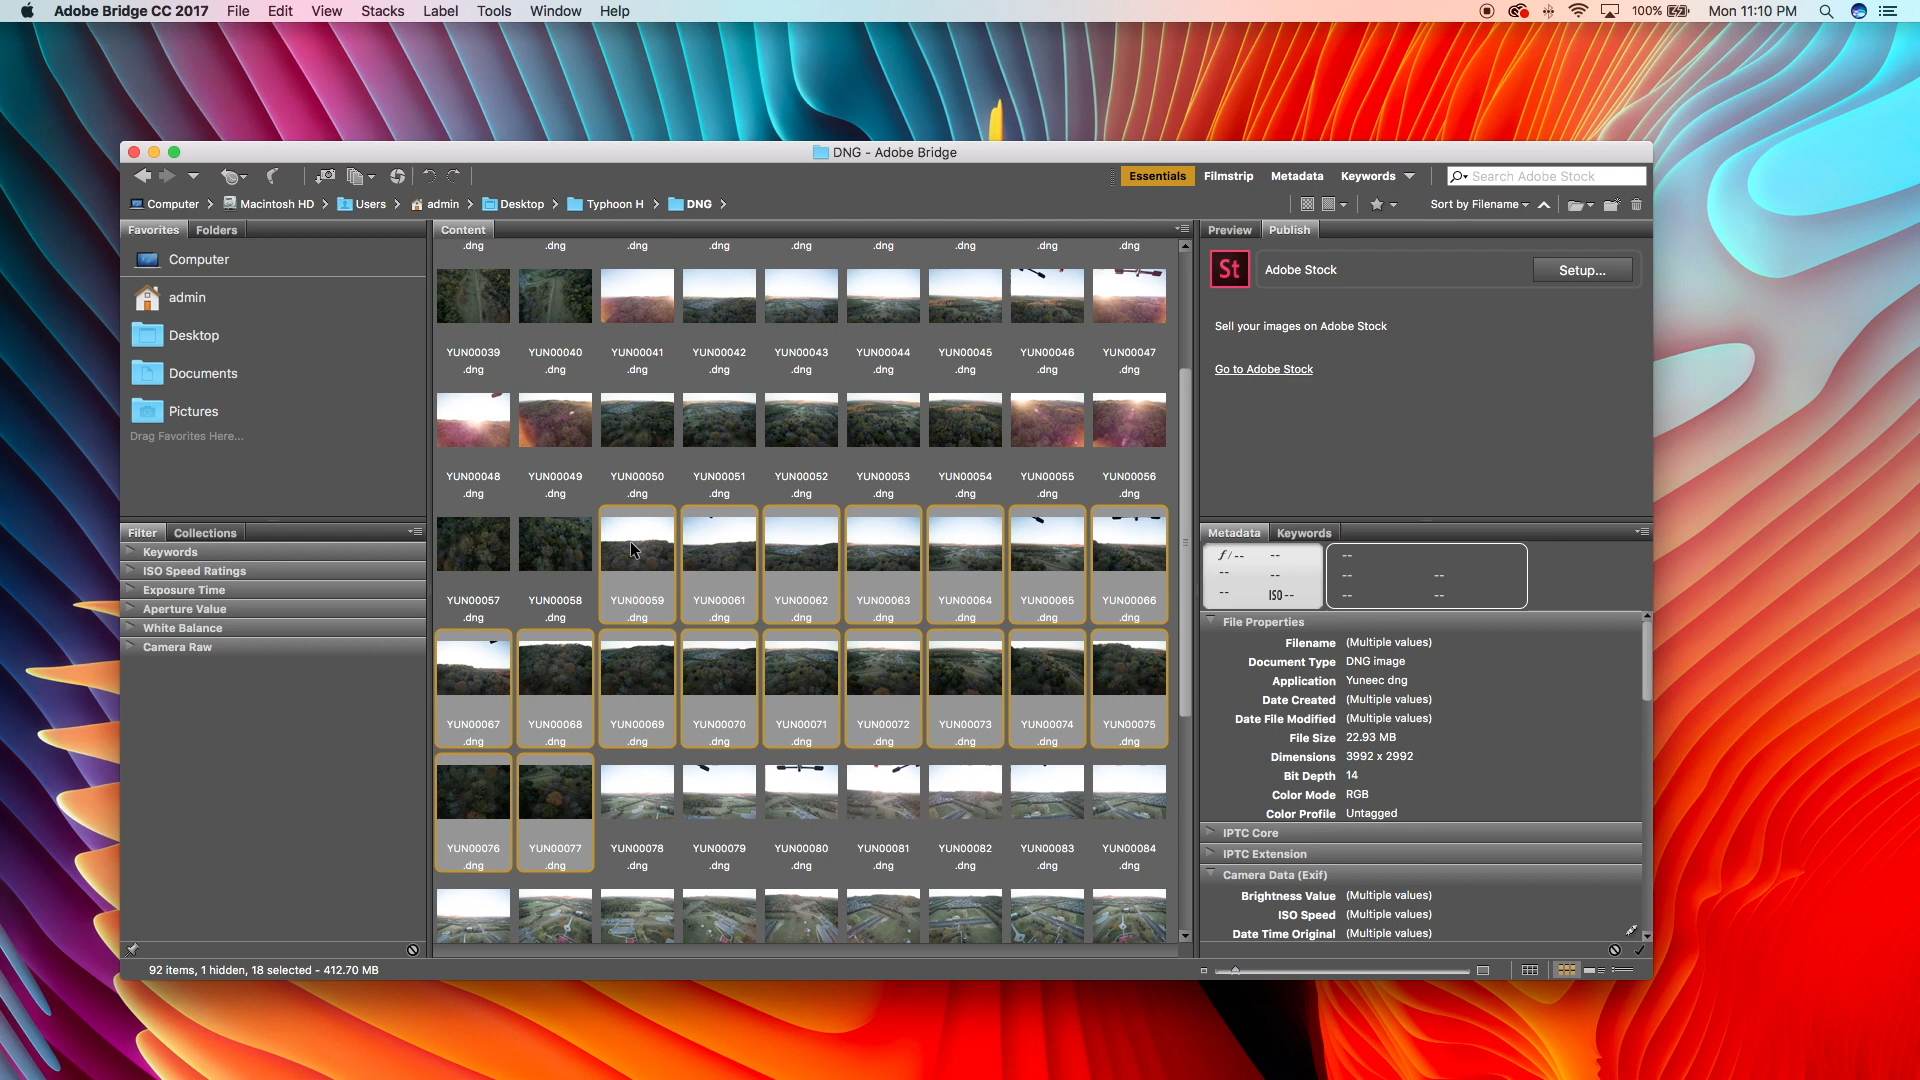 Adobe Bridge CC 2017 File Edit View Stacks Label Tools Window Help 100% Mon 11:10 PM
DNG - Adobe Bridge
Essentials Filmstrip Metadata Keywords Search Adobe Stock
Computer Macintosh HD Users admin Desktop Typhoon H DNG Sort by Filename
Favorites Folders
Computer
admin
Desktop
Documents
Pictures
Drag Favorites Here...
Filter Collections
Keywords
ISO Speed Ratings
Exposure Time
Aperture Value
White Balance
Camera Raw
Content
.dng .dng .dng .dng .dng .dng .dng .dng .dng
YUN00039 YUN00040 YUN00041 YUN00042 YUN00043 YUN00044 YUN00045 YUN00046 YUN00047
.dng .dng .dng .dng .dng .dng .dng .dng .dng
YUN00048 YUN00049 YUN00050 YUN00051 YUN00052 YUN00053 YUN00054 YUN00055 YUN00056
.dng .dng .dng .dng .dng .dng .dng .dng .dng
YUN00057 YUN00058 YUN00059 YUN00061 YUN00062 YUN00063 YUN00064 YUN00065 YUN00066
.dng .dng .dng .dng .dng .dng .dng .dng .dng
YUN00067 YUN00068 YUN00069 YUN00070 YUN00071 YUN00072 YUN00073 YUN00074 YUN00075
.dng .dng .dng .dng .dng .dng .dng .dng .dng
YUN00076 YUN00077 YUN00078 YUN00079 YUN00080 YUN00081 YUN00082 YUN00083 YUN00084
.dng .dng .dng .dng .dng .dng .dng .dng .dng
Preview Publish
St Adobe Stock Setup...
Sell your images on Adobe Stock
Go to Adobe Stock
Metadata Keywords
f/-- -- --
-- -- -- --
-- ISO-- -- --
File Properties
Filename (Multiple values)
Document Type DNG image
Application Yuneec dng
Date Created (Multiple values)
Date File Modified (Multiple values)
File Size 22.93 MB
Dimensions 3992 x 2992
Bit Depth 14
Color Mode RGB
Color Profile Untagged
IPTC Core
IPTC Extension
Camera Data (Exif)
Brightness Value (Multiple values)
ISO Speed (Multiple values)
Date Time Original (Multiple values)
92 items, 1 hidden, 18 selected - 412.70 MB